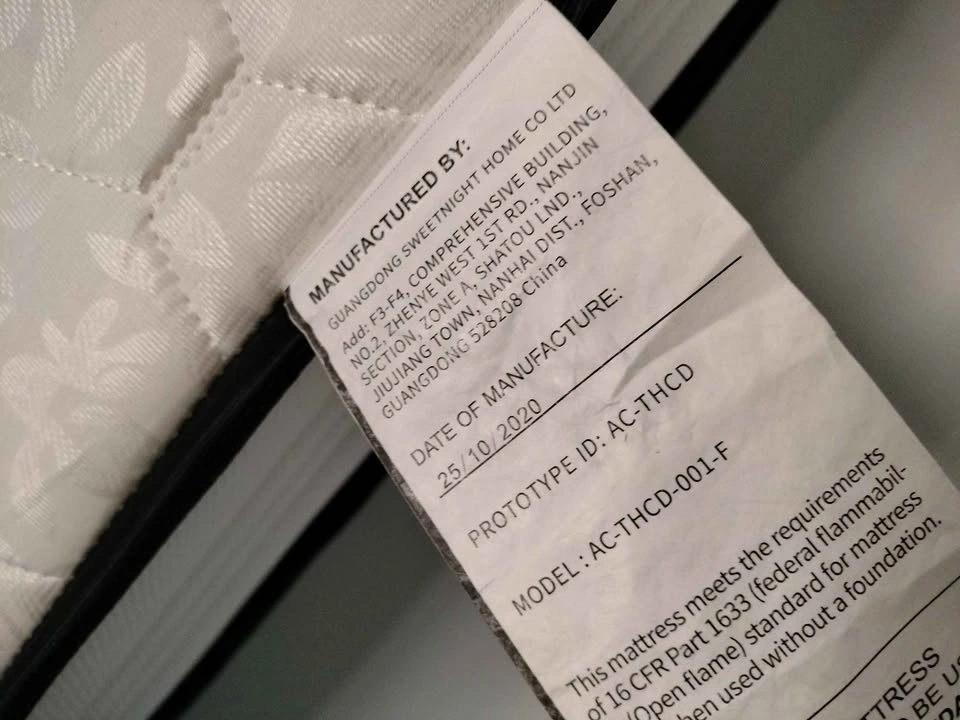 MANUFACTURED BY:
GUANGDONG SWEETNIGHT HOME CO LTD
Add: F3-F4, COMPREHENSIVE BUILDING,
NO.2, ZHENYE WEST 1ST RD., NANJIN
SECTION, ZONE A, SHATOU LND.,
JIUJIANG TOWN, NANHAI DIST., FOSHAN,
GUANGDONG 528208 China
DATE OF MANUFACTURE:
25/10/2020
PROTOTYPE ID: AC-THCD
MODEL : AC-THCD-001-F
This mattress meets the requirements
of 16 CFR Part 1633 (federal flammabil-
(Open flame) standard for mattress
used without a foundation.